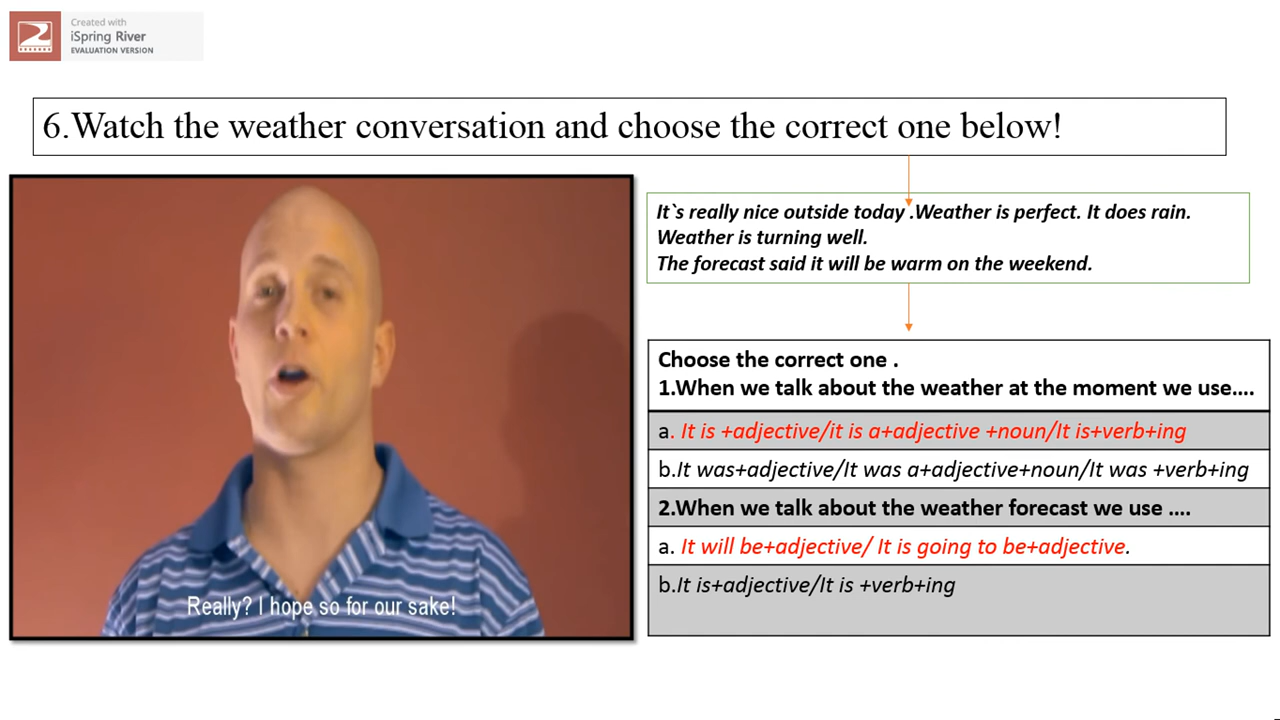 Created with
iSpring River
EVALUATION VERSION
6.Watch the weather conversation and choose the correct one below!
It`s really nice outside today .Weather is perfect. It does rain.
Weather is turning well.
The forecast said it will be warm on the weekend.
Really? I hope so for our sake!
Choose the correct one .
1.When we talk about the weather at the moment we use....
a. It is +adjective/it is a+adjective +noun/It is+verb+ing
b.It was+adjective/It was a+adjective+noun/It was +verb+ing
2.When we talk about the weather forecast we use ....
a. It will be+adjective/ It is going to be+adjective.
b.It is+adjective/It is +verb+ing